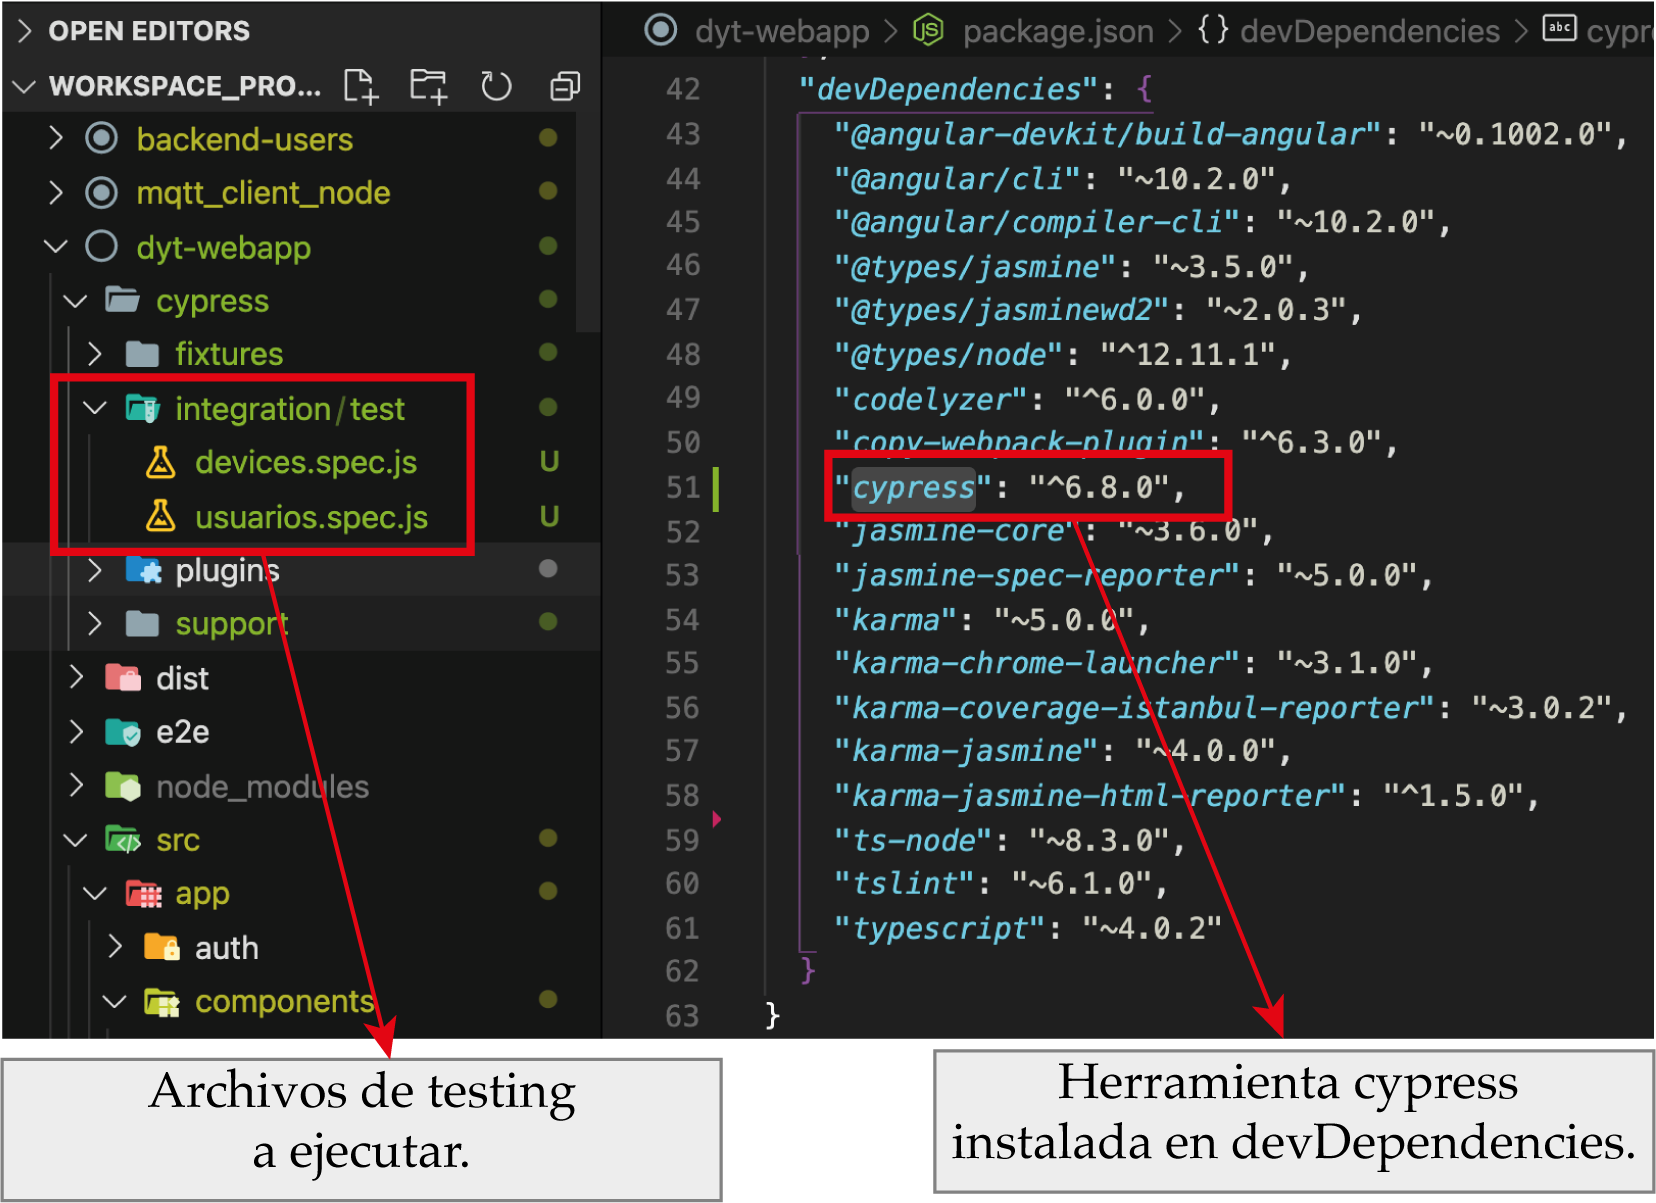 OPEN EDITORS
WORKSPACE_PRO...
backend-users
mqtt_client_node
dyt-webapp
cypress
fixtures
integration/test
devices.spec.js U
usuarios.spec.js U
plugins
support
dist
e2e
node_modules
src
app
auth
components
dyt-webapp > package.json > {} devDependencies > abc cypr
42 "devDependencies": {
43 "@angular-devkit/build-angular": "~0.1002.0",
44 "@angular/cli": "~10.2.0",
45 "@angular/compiler-cli": "~10.2.0",
46 "@types/jasmine": "~3.5.0",
47 "@types/jasminewd2": "~2.0.3",
48 "@types/node": "^12.11.1",
49 "codelyzer": "^6.0.0",
50 "copy-webpack-plugin": "^6.3.0",
51 "cypress": "^6.8.0",
52 "jasmine-core": "~3.6.0",
53 "jasmine-spec-reporter": "~5.0.0",
54 "karma": "~5.0.0",
55 "karma-chrome-launcher": "~3.1.0",
56 "karma-coverage-istanbul-reporter": "~3.0.2",
57 "karma-jasmine": "~4.0.0",
58 "karma-jasmine-html-reporter": "^1.5.0",
59 "ts-node": "~8.3.0",
60 "tslint": "~6.1.0",
61 "typescript": "~4.0.2"
62 }
63 }
Archivos de testing
a ejecutar.
Herramienta cypress
instalada en devDependencies.